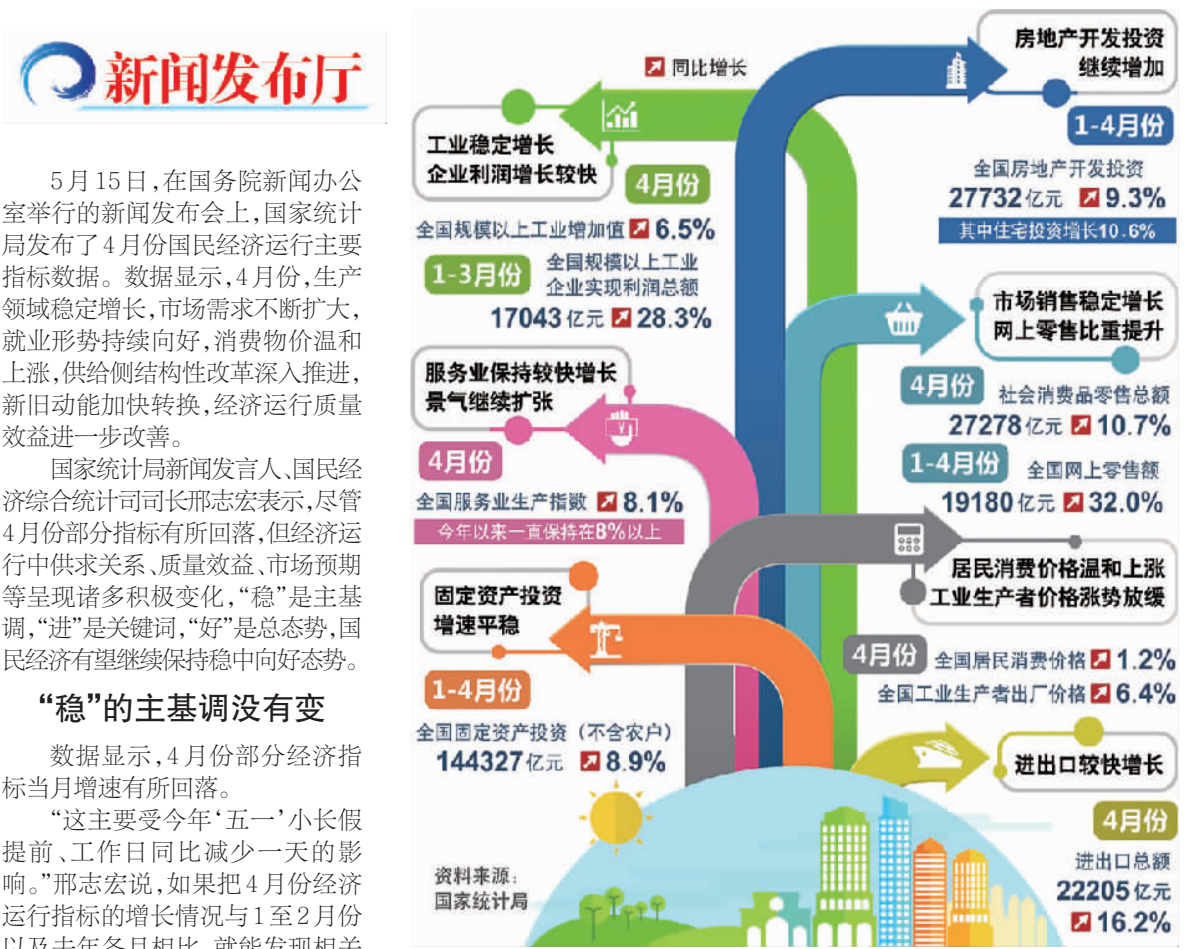 新闻发布厅
5月15日,在国务院新闻办公
室举行的新闻发布会上,国家统计
局发布了4月份国民经济运行主要
指标数据。数据显示,4月份,生产
领域稳定增长,市场需求不断扩大,
就业形势持续向好,消费物价温和
上涨,供给侧结构性改革深入推进,
新旧动能加快转换,经济运行质量
效益进一步改善。
国家统计局新闻发言人、国民经
济综合统计司司长邢志宏表示,尽管
4月份部分指标有所回落,但经济运
行中供求关系、质量效益、市场预期
等呈现诸多积极变化,“稳”是主基
调,“进”是关键词,“好”是总态势,国
民经济有望继续保持稳中向好态势。
“稳”的主基调没有变
数据显示,4月份部分经济指
标当月增速有所回落。
“这主要受今年‘五一’小长假
提前、工作日同比减少一天的影
响。”邢志宏说,如果把4月份经济
运行指标的增长情况与1至2月份
以及去年各月相比,就能发现相关
同比增长
工业稳定增长
企业利润增长较快
4月份
全国规模以上工业增加值 6.5%
1-3月份
全国规模以上工业
企业实现利润总额
17043亿元 28.3%
服务业保持较快增长
景气继续扩张
4月份
全国服务业生产指数 8.1%
今年以来一直保持在8%以上
固定资产投资
增速平稳
1-4月份
全国固定资产投资（不含农户）
144327亿元 8.9%
资料来源:
国家统计局
房地产开发投资
继续增加
1-4月份
全国房地产开发投资
27732亿元 9.3%
其中住宅投资增长10.6%
市场销售稳定增长
网上零售比重提升
4月份
社会消费品零售总额
27278亿元 10.7%
1-4月份
全国网上零售额
19180亿元 32.0%
居民消费价格温和上涨
工业生产者价格涨势放缓
4月份
全国居民消费价格 1.2%
全国工业生产者出厂价格 6.4%
进出口较快增长
4月份
进出口总额
22205亿元
16.2%